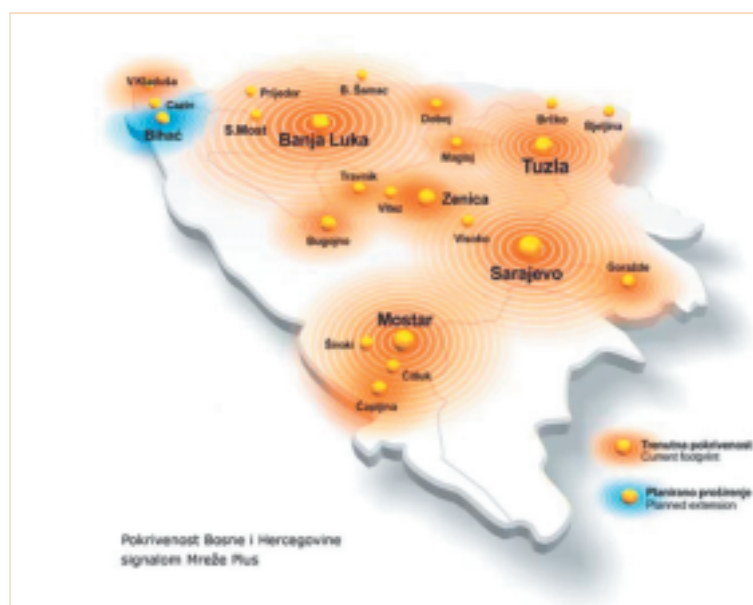 V.Kladuša
Cazin
Bihać
Prijedor
S.Most
B. Šamac
Banja Luka
Doboj
Maglaj
Brčko
Bjeljina
Tuzla
Travnik
Vitez
Zenica
Bugojno
Visoko
Sarajevo
Goražde
Mostar
Široki
Čitluk
Čapljina
Trenutna pokrivenost
Current footprint
Planirano proširenje
Planned extension
Pokrivenost Bosne i Hercegovine
signalom Mreže Plus